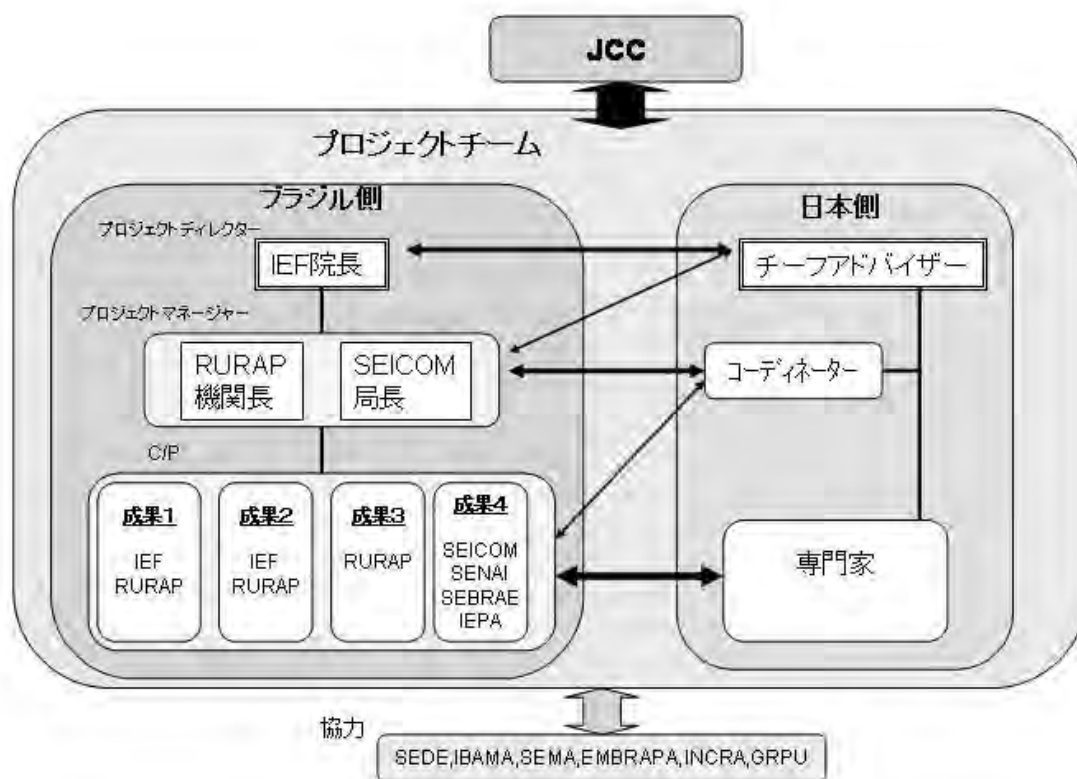 JCC
プロジェクトチーム
ブラジル側
プロジェクトディレクター
IEF院長
プロジェクトマネージャー
RURAP
機関長
SEICOM
局長
C/P
成果1
IEF
RURAP
成果2
IEF
RURAP
成果3
RURAP
成果4
SEICOM
SENAI
SEBRAE
IEPA
日本側
チーフアドバイザー
コーディネーター
専門家
協力
SEDE,IBAMA,SEMA,EMBRAPA,INCRA,GRPU